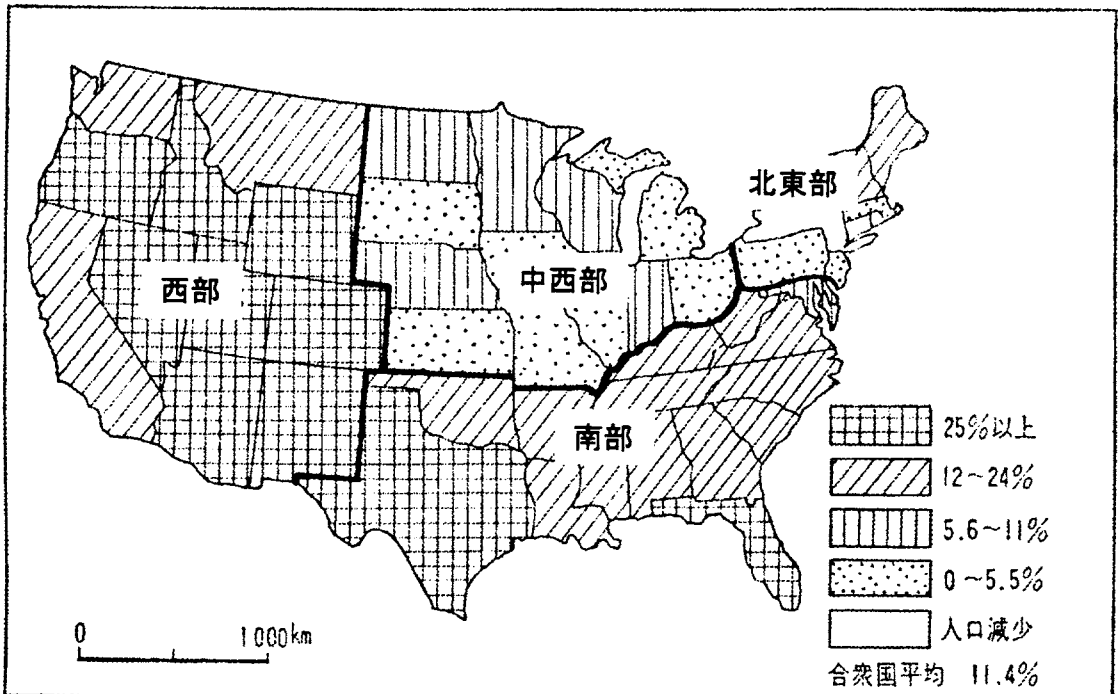 北東部
中西部
西部
南部
25%以上
12~24%
5.6~11%
0~5.5%
人口減少
合衆国平均 11.4%
0 1000km